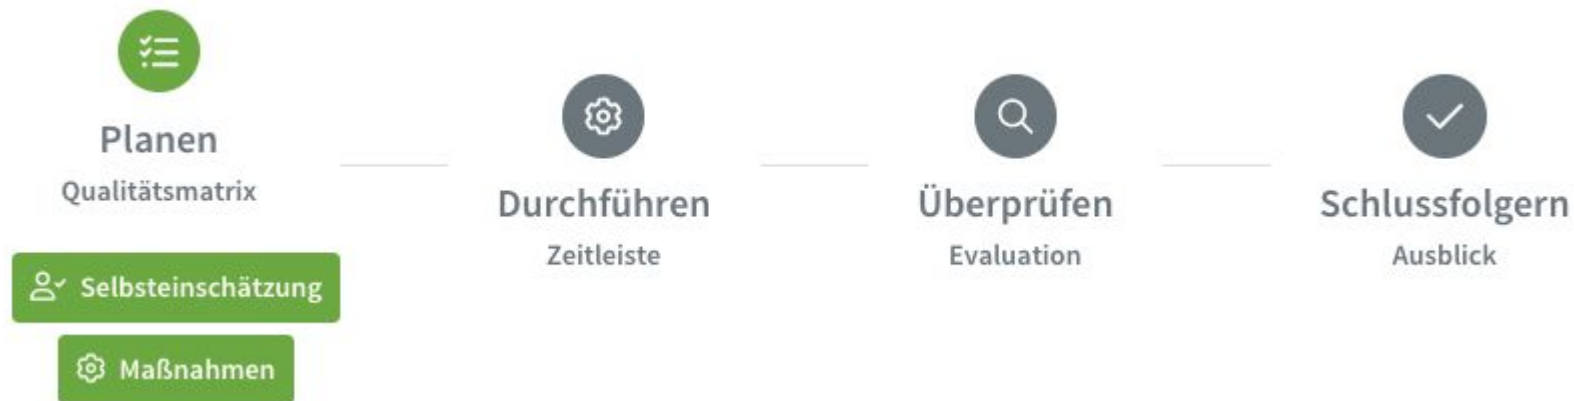 Planen
Qualitätsmatrix
Selbsteinschätzung
Maßnahmen
Durchführen
Zeitleiste
Überprüfen
Evaluation
Schlussfolgern
Ausblick